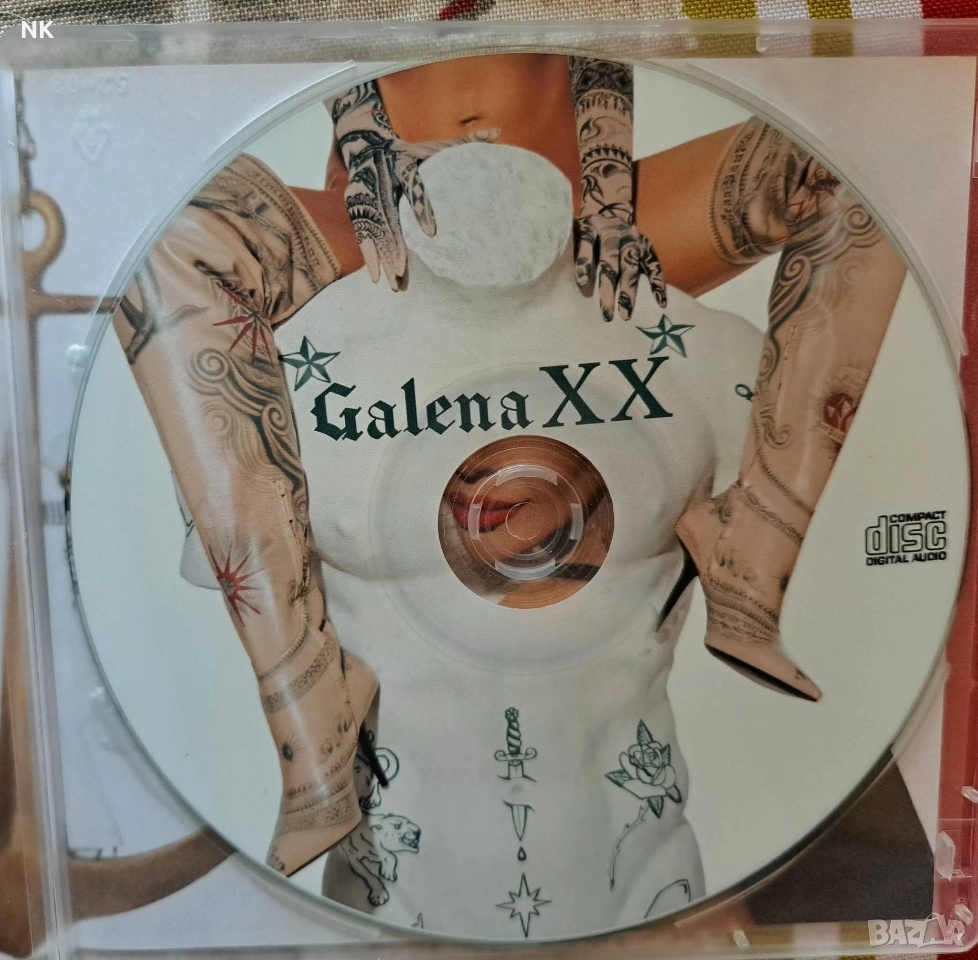 NK
Galena XX
COMPACT
disc
DIGITAL AUDIO
BAZAR